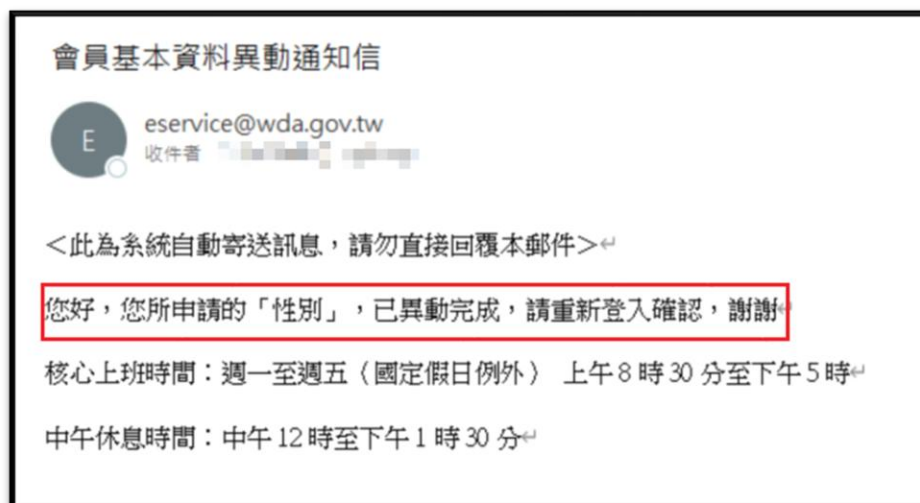 會員基本資料異動通知信
E
eservice@wda.gov.tw
收件者
＜此為系統自動寄送訊息，請勿直接回覆本郵件＞↵
您好，您所申請的「性別」，已異動完成，請重新登入確認，謝謝↵
核心上班時間：週一至週五（國定假日例外） 上午 8 時 30 分至下午 5 時↵
中午休息時間：中午 12 時至下午 1 時 30 分↵